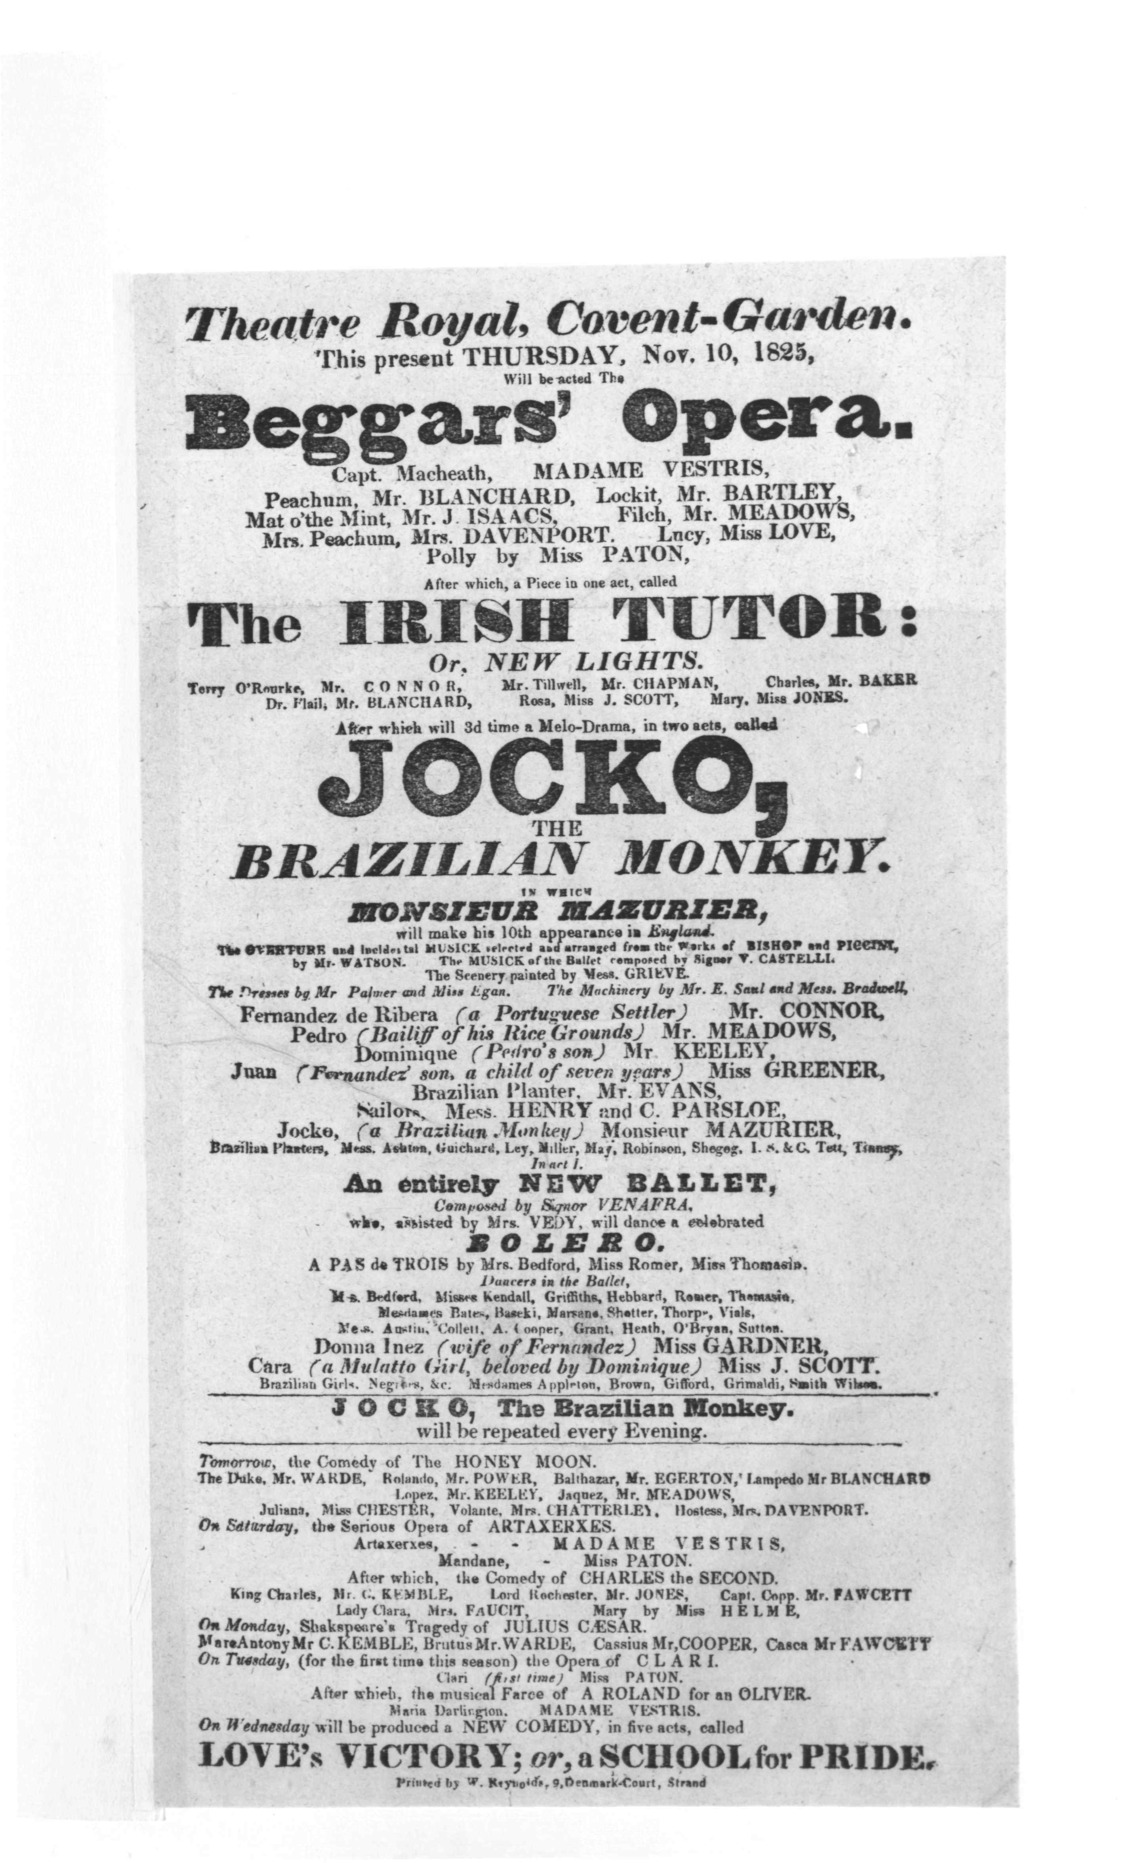 Theatre Royal, Covent-Garden.
This present THURSDAY, Nov. 10, 1825,
Will be acted The
Beggars' Opera.
Capt. Macheath, MADAME VESTRIS,
Peachum, Mr. BLANCHARD, Lockit, Mr. BARTLEY,
Mat o'the Mint, Mr. J. ISAACS, Filch, Mr. MEADOWS,
Mrs. Peachum, Mrs. DAVENPORT. Lucy, Miss LOVE,
Polly by Miss PATON,
After which, a Piece in one act, called
The IRISH TUTOR:
Or, NEW LIGHTS.
Terry O'Rourke, Mr. CONNOR, Mr. Tillwell, Mr. CHAPMAN, Charles, Mr. BAKER
Dr. Flail, Mr. BLANCHARD, Rosa, Miss J. SCOTT, Mary, Miss JONES.
After which will 3d time a Melo-Drama, in two acts, called
JOCKO,
THE
BRAZILIAN MONKEY.
IN WHICH
MONSIEUR MAZURIER,
will make his 10th appearance in England.
The OVERTURE and Incidental MUSICK selected and arranged from the Works of BISHOP and PICCINI,
by Mr. WATSON. The MUSICK of the Ballet composed by Signor V. CASTELLI.
The Scenery painted by Mess. GRIEVE.
The Dresses by Mr Palmer and Miss Egan. The Machinery by Mr. E. Saul and Mess. Bradwell,
Fernandez de Ribera (a Portuguese Settler) Mr. CONNOR,
Pedro (Bailiff of his Rice Grounds) Mr. MEADOWS,
Dominique (Pedro's son) Mr. KEELEY,
Juan (Fernandez' son, a child of seven years) Miss GREENER,
Brazilian Planter, Mr. EVANS,
Sailors, Mess. HENRY and C. PARSLOE,
Jocko, (a Brazilian Monkey) Monsieur MAZURIER,
Brazilian Planters, Mess. Ashton, Guichard, Ley, Miller, May, Robinson, Shegog, I. S. & C. Tett, Tinney,
In act 1.
An entirely NEW BALLET,
Composed by Signor VENAFRA,
who, assisted by Mrs. VEDY, will dance a celebrated
BOLERO.
A PAS de TROIS by Mrs. Bedford, Miss Romer, Miss Thomasin.
Dancers in the Ballet,
Ms. Bedford, Misses Kendall, Griffiths, Hebbard, Romer, Thomasin,
Mesdames Bates, Baseki, Marsano, Shotter, Thorpe, Vials,
Mess. Austin, Collett, A. Cooper, Grant, Heath, O'Bryan, Sutton.
Donna Inez (wife of Fernandez) Miss GARDNER,
Cara (a Mulatto Girl, beloved by Dominique) Miss J. SCOTT.
Brazilian Girls, &c. Mesdames Appleton, Brown, Gifford, Grimaldi, Smith Wilson.
JOCKO, The Brazilian Monkey.
will be repeated every Evening.
Tomorrow, the Comedy of The HONEY MOON.
The Duke, Mr. WARDE, Rolando, Mr. POWER, Balthazar, Mr. EGERTON, Lampedo Mr BLANCHARD
Lopez, Mr. KEELEY, Jaquez, Mr. MEADOWS,
Juliana, Miss CHESTER, Volante, Mrs. CHATTERLEY, Hostess, Mrs. DAVENPORT.
On Saturday, the Serious Opera of ARTAXERXES.
Artaxerxes, - - MADAME VESTRIS,
Mandane, - Miss PATON.
After which, the Comedy of CHARLES the SECOND.
King Charles, Mr. C. KEMBLE, Lord Rochester, Mr. JONES, Capt. Copp. Mr. FAWCETT
Lady Clara, Mrs. FAUCIT, Mary by Miss HELME,
On Monday, Shakspeare's Tragedy of JULIUS CÆSAR.
Marc Antony Mr C. KEMBLE, Brutus Mr. WARDE, Cassius Mr, COOPER, Casca Mr FAWCETT
On Tuesday, (for the first time this season) the Opera of CLARI.
Clari (first time) Miss PATON.
After which, the musical Farce of A ROLAND for an OLIVER.
Maria Darlington, MADAME VESTRIS.
On Wednesday will be produced a NEW COMEDY, in five acts, called
LOVE's VICTORY; or, a SCHOOL for PRIDE.
Printed by W. Reynolds, 9, Denmark-Court, Strand